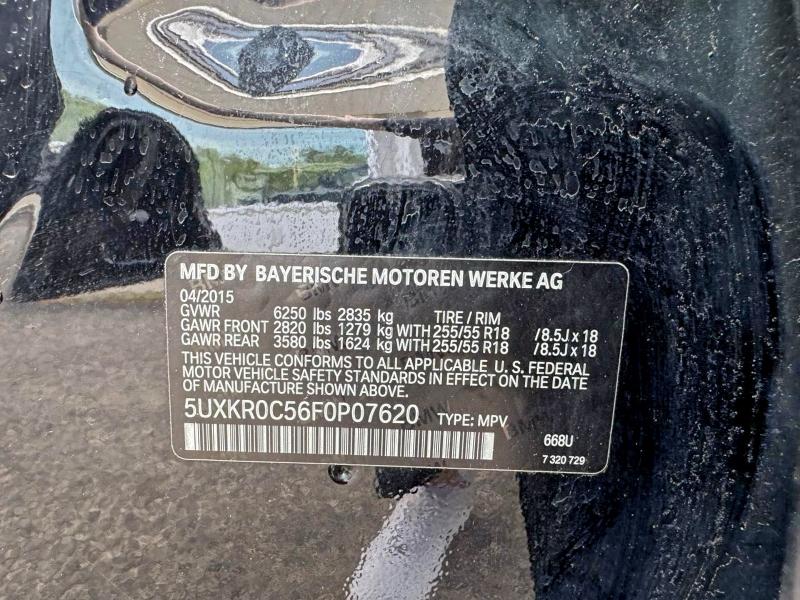 MFD BY BAYERISCHE MOTOREN WERKE AG
04/2015
GVWR 6250 lbs 2835 kg TIRE / RIM
GAWR FRONT 2820 lbs 1279 kg WITH 255/55 R18 /8.5J x 18
GAWR REAR 3580 lbs 1624 kg WITH 255/55 R18 /8.5J x 18
THIS VEHICLE CONFORMS TO ALL APPLICABLE U. S. FEDERAL
MOTOR VEHICLE SAFETY STANDARDS IN EFFECT ON THE DATE
OF MANUFACTURE SHOWN ABOVE.
5UXKR0C56F0P07620 TYPE: MPV
668U
7 320 729